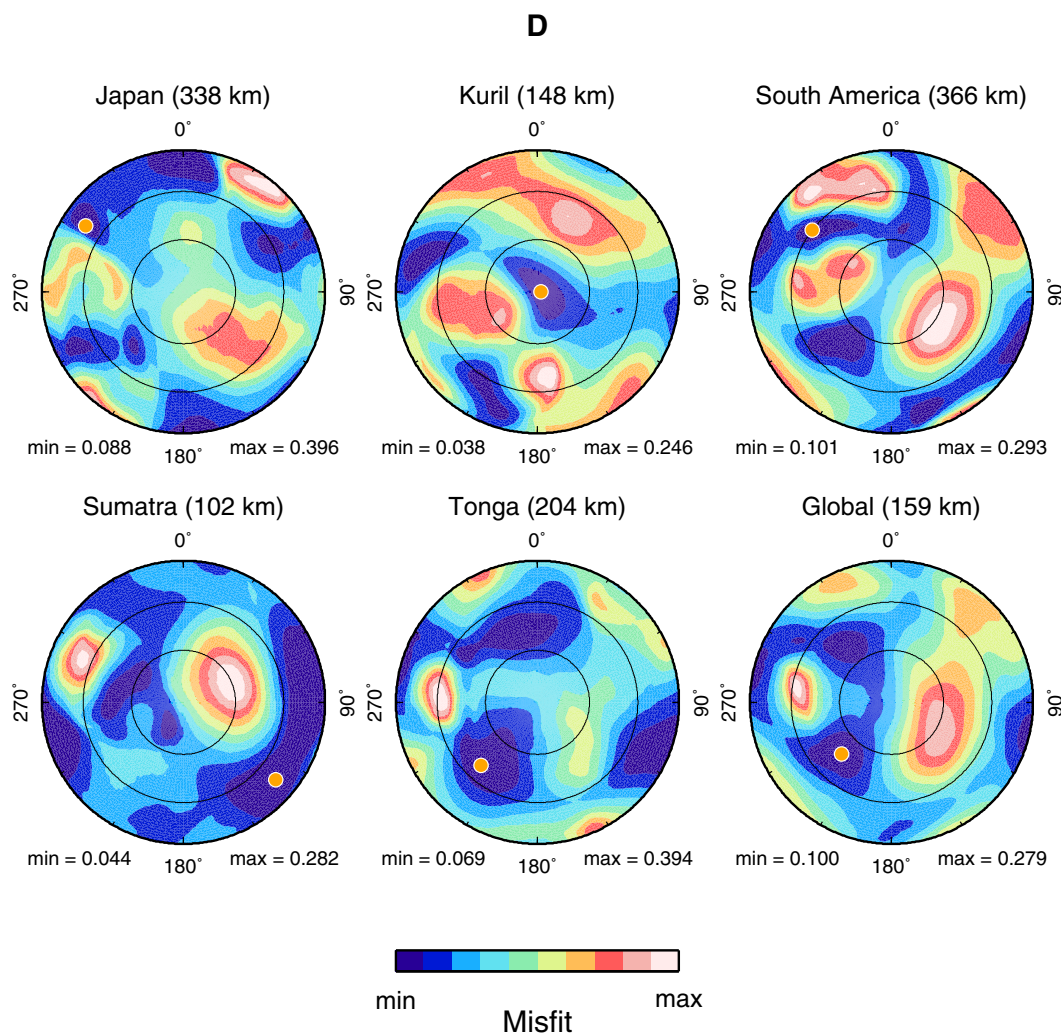 D
Japan (338 km) Kuril (148 km) South America (366 km)
0° 0° 0°
270° 90° 270° 90° 270° 90°
min = 0.088 180° max = 0.396 min = 0.038 180° max = 0.246 min = 0.101 180° max = 0.293
Sumatra (102 km) Tonga (204 km) Global (159 km)
0° 0° 0°
270° 90° 270° 90° 270° 90°
min = 0.044 180° max = 0.282 min = 0.069 180° max = 0.394 min = 0.100 180° max = 0.279
min max
Misfit